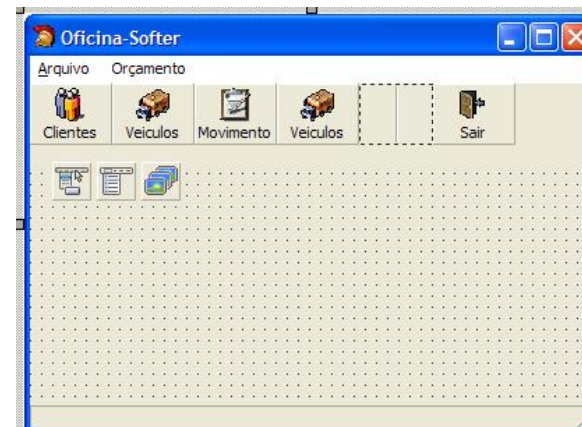 Oficina-Softer
Arquivo Orçamento
Clientes Veiculos Movimento Veiculos Sair